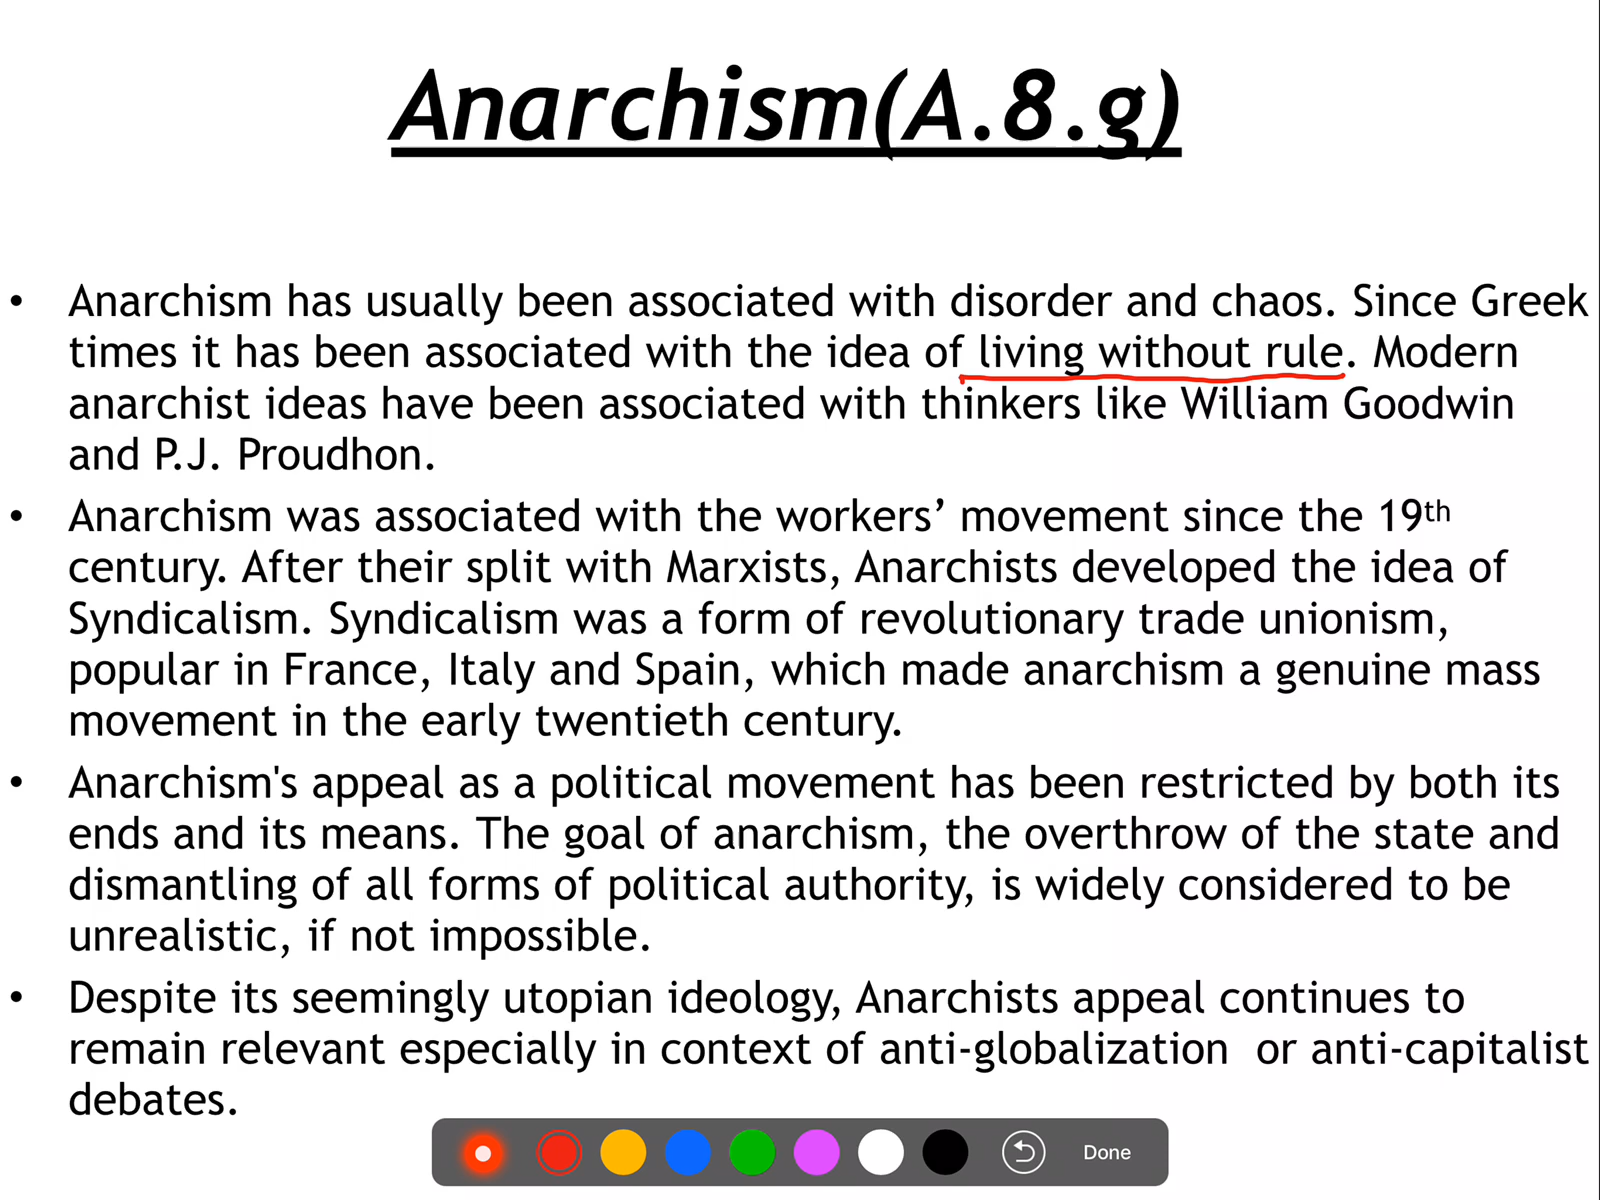 Anarchism(A.8.g)
• Anarchism has usually been associated with disorder and chaos. Since Greek
times it has been associated with the idea of living without rule. Modern
anarchist ideas have been associated with thinkers like William Goodwin
and P.J. Proudhon.
• Anarchism was associated with the workers’ movement since the 19th
century. After their split with Marxists, Anarchists developed the idea of
Syndicalism. Syndicalism was a form of revolutionary trade unionism,
popular in France, Italy and Spain, which made anarchism a genuine mass
movement in the early twentieth century.
• Anarchism's appeal as a political movement has been restricted by both its
ends and its means. The goal of anarchism, the overthrow of the state and
dismantling of all forms of political authority, is widely considered to be
unrealistic, if not impossible.
• Despite its seemingly utopian ideology, Anarchists appeal continues to
remain relevant especially in context of anti-globalization  or anti-capitalist
debates.
Done